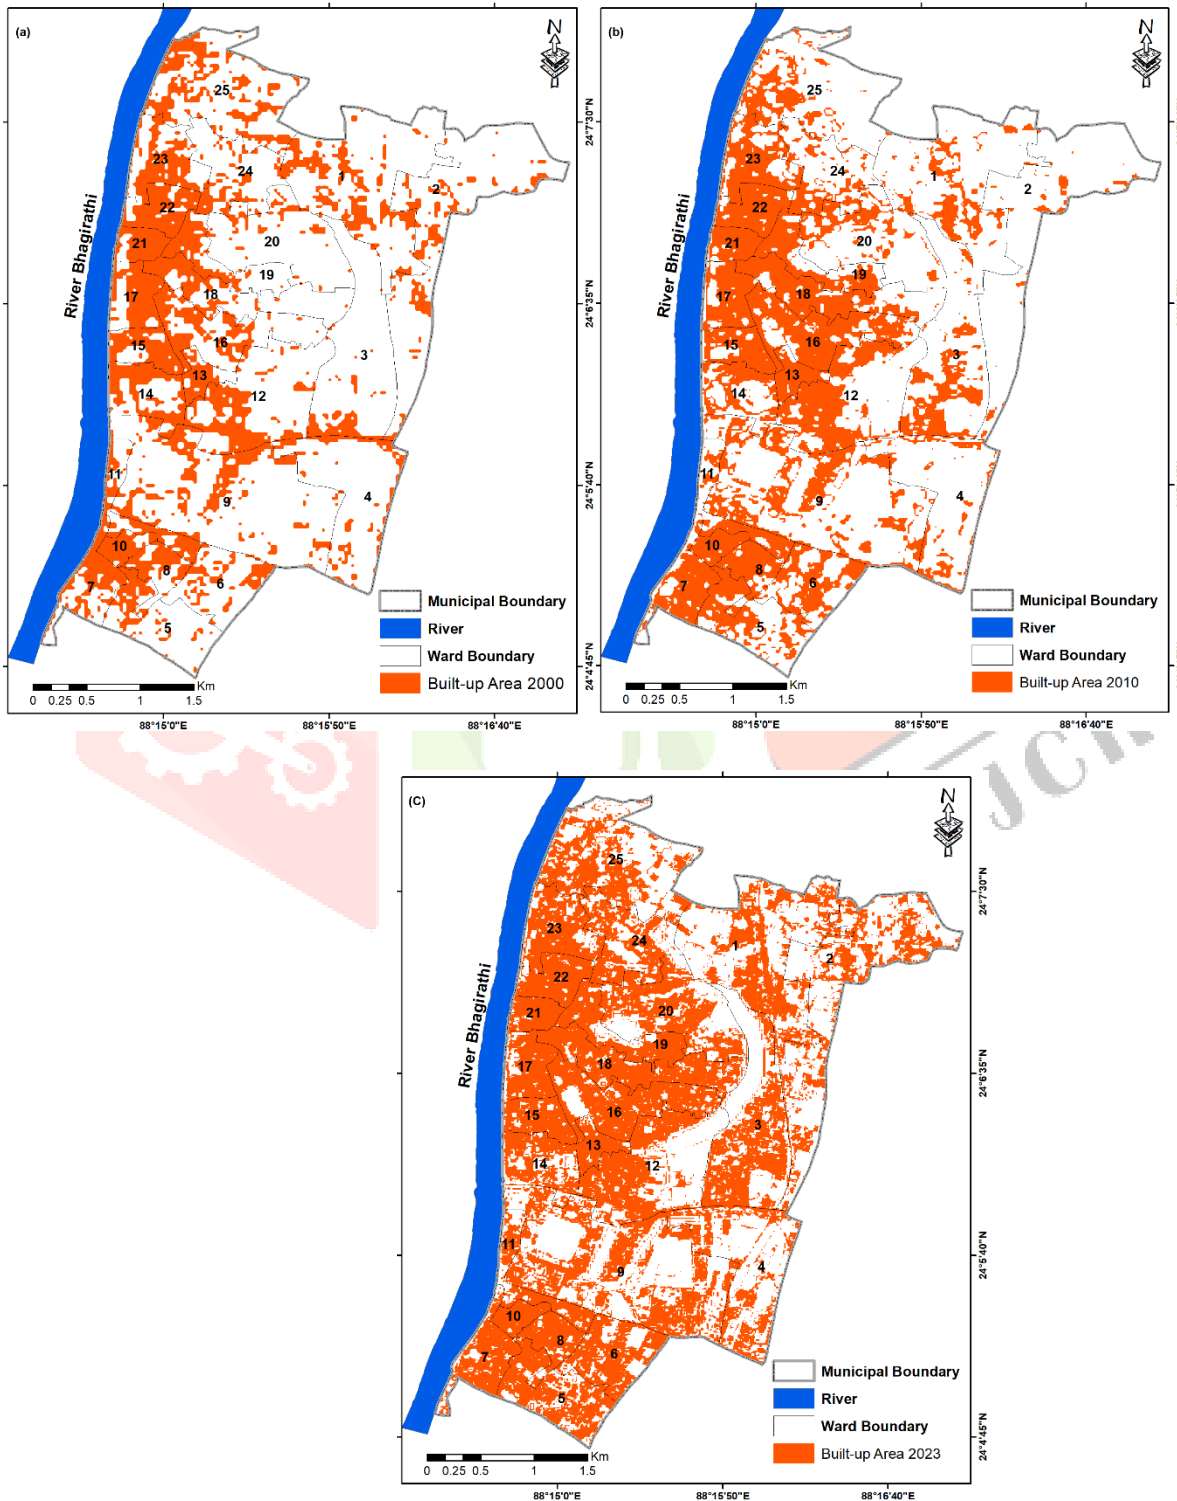 (a)
N
25
23
24
1
2
22
21
20
19
18
17
16
15
3
13
14
12
11
9
4
10
8
7
6
5
River Bhagirathi
Municipal Boundary
River
Ward Boundary
Built-up Area 2000
Km
0 0.25 0.5 1 1.5
88°15'0"E 88°15'50"E 88°16'40"E
24°7'30"N
24°6'35"N
24°5'40"N
24°4'45"N
(b)
N
25
23
24
1
2
22
21
20
19
18
17
16
15
3
13
14
12
11
9
4
10
8
7
6
5
River Bhagirathi
Municipal Boundary
River
Ward Boundary
Built-up Area 2010
Km
0 0.25 0.5 1 1.5
88°15'0"E 88°15'50"E 88°16'40"E
(C)
N
25
23
24
1
2
22
21
20
19
18
17
16
15
3
13
14
12
11
9
4
10
8
7
6
5
River Bhagirathi
Municipal Boundary
River
Ward Boundary
Built-up Area 2023
Km
0 0.25 0.5 1 1.5
88°15'0"E 88°15'50"E 88°16'40"E
24°7'30"N
24°6'35"N
24°5'40"N
24°4'45"N